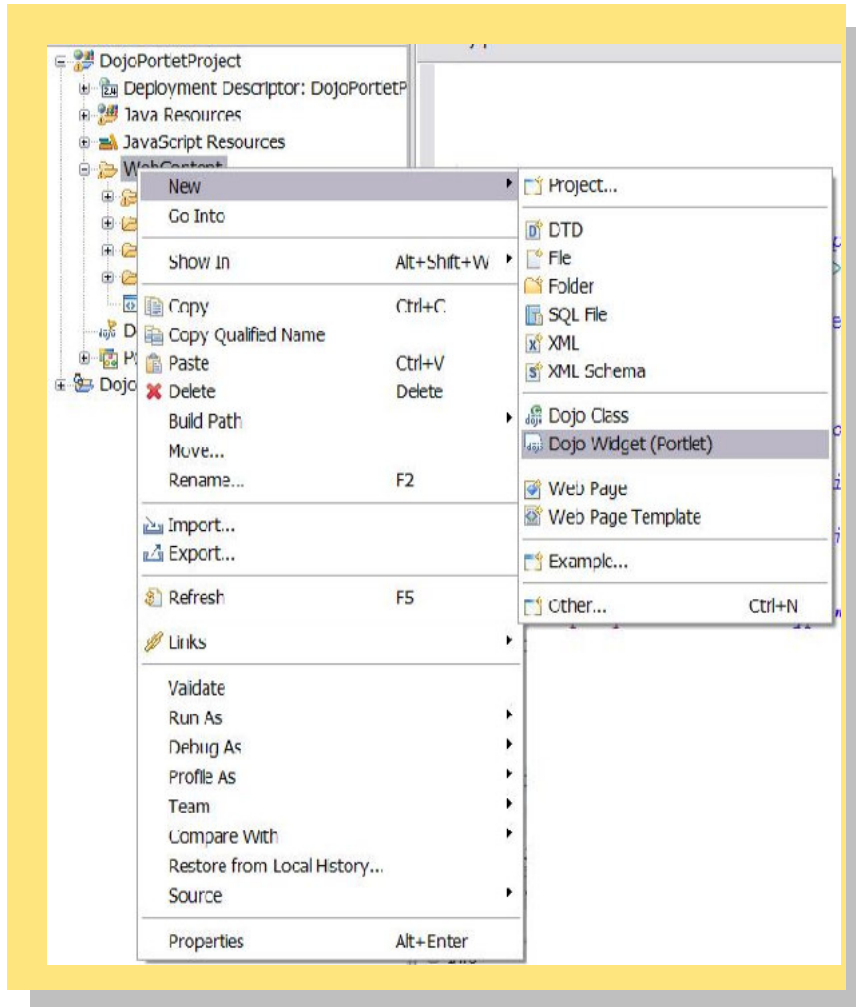 DojoPortletProject
Deployment Descriptor: DojoPortletP
Java Resources
JavaScript Resources
WebContent
D
P
Dojo
New
Go Into
Show In Alt+Shift+W
Copy Ctrl+C
Copy Qualified Name
Paste Ctrl+V
Delete Delete
Build Path
Move...
Rename... F2
Import...
Export...
Refresh F5
Links
Validate
Run As
Debug As
Profile As
Team
Compare With
Restore from Local History...
Source
Properties Alt+Enter
Project...
DTD
File
Folder
SQL File
XML
XML Schema
Dojo Class
Dojo Widget (Portlet)
Web Page
Web Page Template
Example...
Other... Ctrl+N